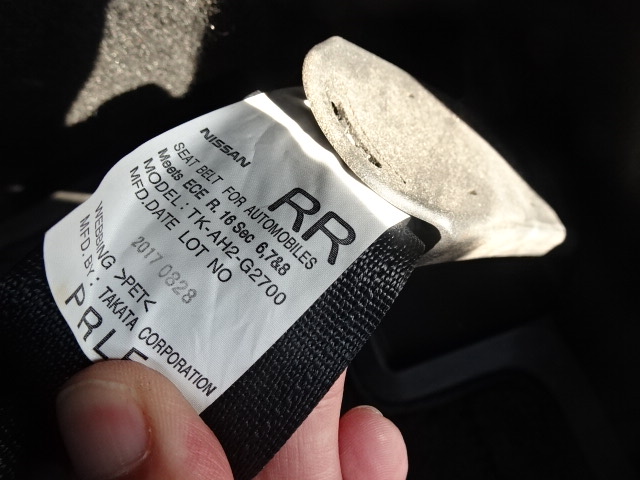 NISSAN
RR
SEAT BELT FOR AUTOMOBILES
Meets ECE R. 16 Sec 6,7&8
MODEL: TK-AH2-G2700
MFD.DATE LOT NO
2017 0828
WEBBING >PET<
MFD. BY: TAKATA CORPORATION